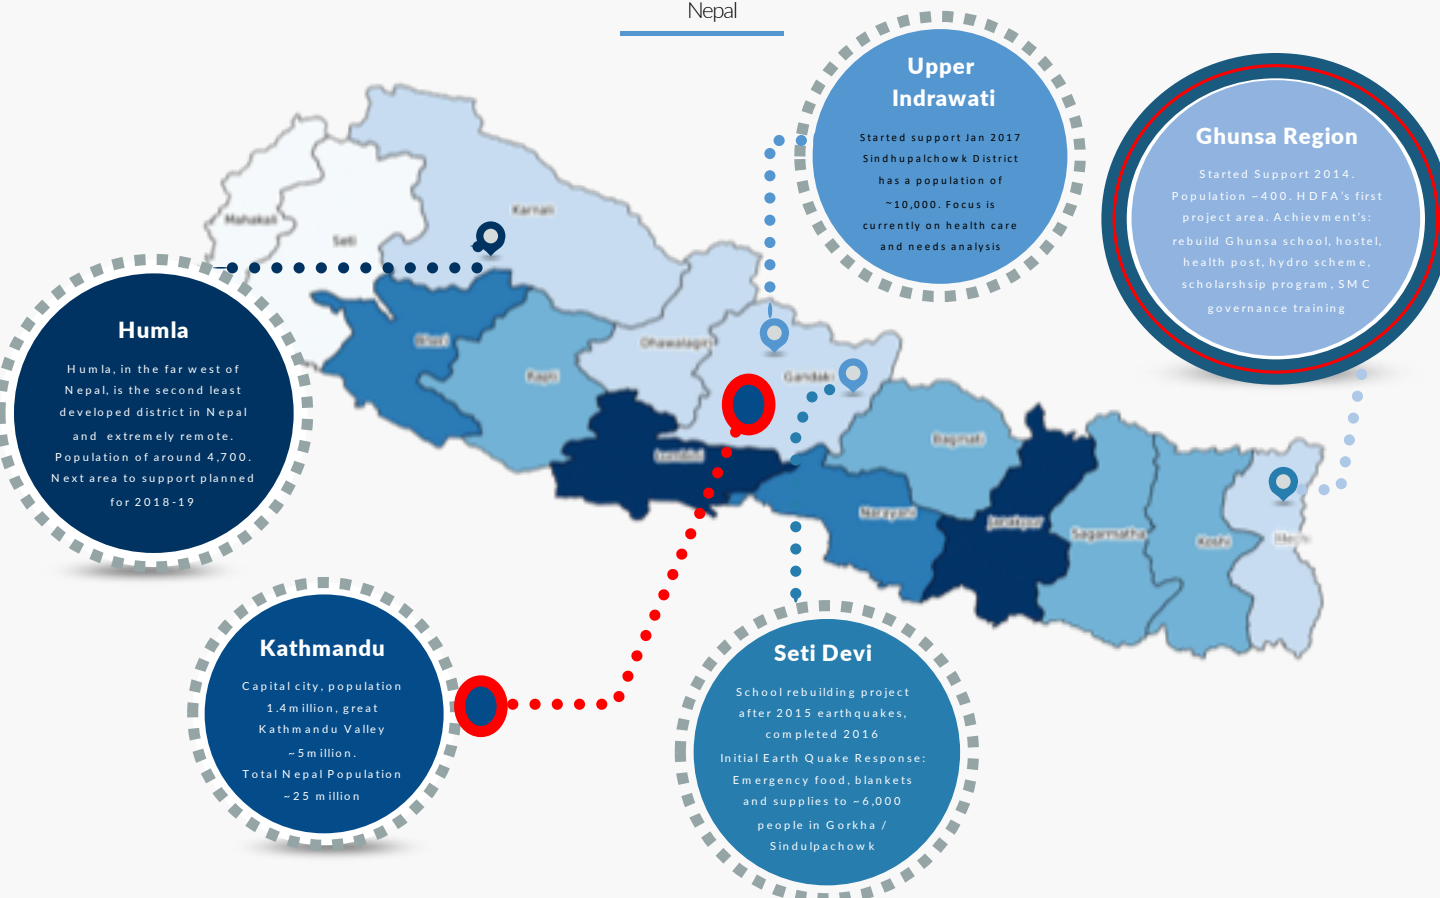 Nepal
Upper
Indrawati
Started support Jan 2017
Sindhupalchowk District
has a population of
~10,000. Focus is
currently on health care
and needs analysis
Ghunsa Region
Started Support 2014.
Population ~400. HDFA's first
project area. Achievment's:
rebuild Ghunsa school, hostel,
health post, hydro scheme,
scholarshsip program, SMC
governance training
Karnali
Mahakali
Seti
Humla
Humla, in the far west of
Nepal, is the second least
developed district in Nepal
and extremely remote.
Population of around 4,700.
Next area to support planned
for 2018-19
Bheri
Dhawalagiri
Rapti
Gandaki
Bagmati
Lumbini
Narayani
Janakpur
Sagarmatha
Koshi
Mechi
Kathmandu
Capital city, population
1.4million, great
Kathmandu Valley
~5million.
Total Nepal Population
~25 million
Seti Devi
School rebuilding project
after 2015 earthquakes,
completed 2016
Initial Earth Quake Response:
Emergency food, blankets
and supplies to ~6,000
people in Gorkha /
Sindulpachowk